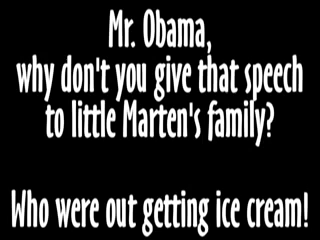 Mr. Obama,
why don't you give that speech
to little Marten's family?
Who were out getting ice cream!